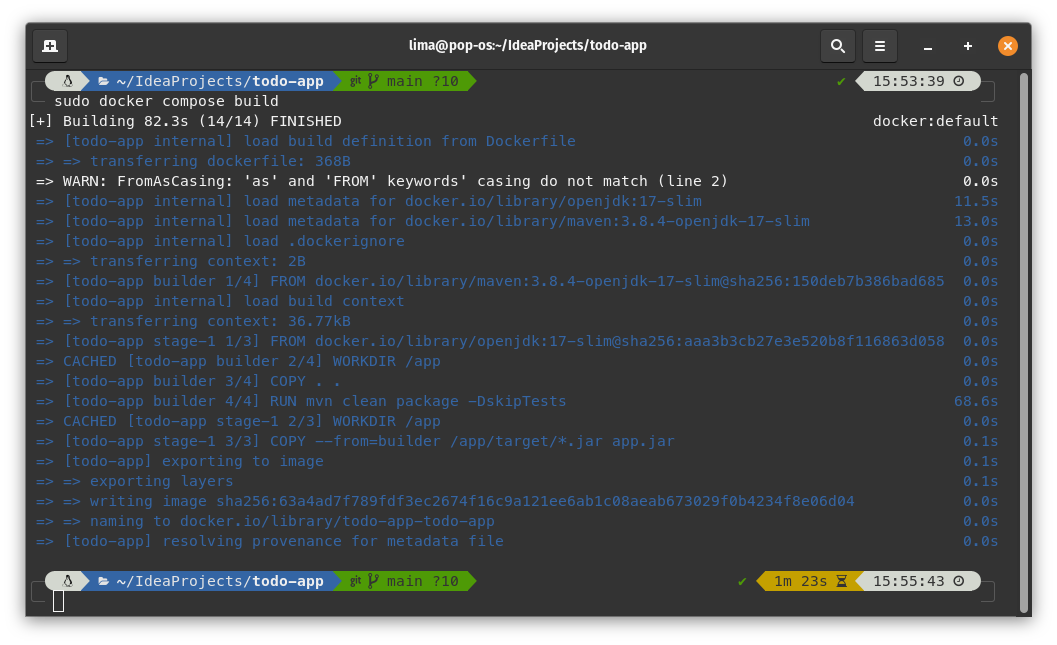 lima@pop-os:~/IdeaProjects/todo-app
~/IdeaProjects/todo-app git main ?10 ✔ 15:53:39
sudo docker compose build
[+] Building 82.3s (14/14) FINISHED docker:default
=> [todo-app internal] load build definition from Dockerfile 0.0s
=> => transferring dockerfile: 368B 0.0s
=> WARN: FromAsCasing: 'as' and 'FROM' keywords' casing do not match (line 2) 0.0s
=> [todo-app internal] load metadata for docker.io/library/openjdk:17-slim 11.5s
=> [todo-app internal] load metadata for docker.io/library/maven:3.8.4-openjdk-17-slim 13.0s
=> [todo-app internal] load .dockerignore 0.0s
=> => transferring context: 2B 0.0s
=> [todo-app builder 1/4] FROM docker.io/library/maven:3.8.4-openjdk-17-slim@sha256:150deb7b386bad685 0.0s
=> [todo-app internal] load build context 0.0s
=> => transferring context: 36.77kB 0.0s
=> [todo-app stage-1 1/3] FROM docker.io/library/openjdk:17-slim@sha256:aaa3b3cb27e3e520b8f116863d058 0.0s
=> CACHED [todo-app builder 2/4] WORKDIR /app 0.0s
=> [todo-app builder 3/4] COPY . . 0.0s
=> [todo-app builder 4/4] RUN mvn clean package -DskipTests 68.6s
=> CACHED [todo-app stage-1 2/3] WORKDIR /app 0.0s
=> [todo-app stage-1 3/3] COPY --from=builder /app/target/*.jar app.jar 0.1s
=> [todo-app] exporting to image 0.1s
=> => exporting layers 0.1s
=> => writing image sha256:63a4ad7f789fdf3ec2674f16c9a121ee6ab1c08aeab673029f0b4234f8e06d04 0.0s
=> => naming to docker.io/library/todo-app-todo-app 0.0s
=> [todo-app] resolving provenance for metadata file 0.0s
~/IdeaProjects/todo-app git main ?10 ✔ 1m 23s 15:55:43